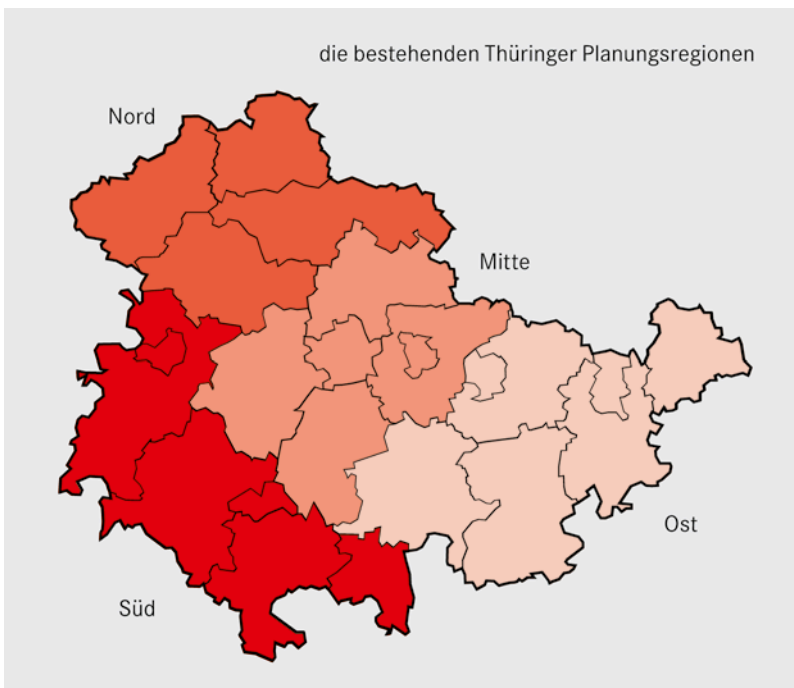 die bestehenden Thüringer Planungsregionen
Nord
Mitte
Ost
Süd